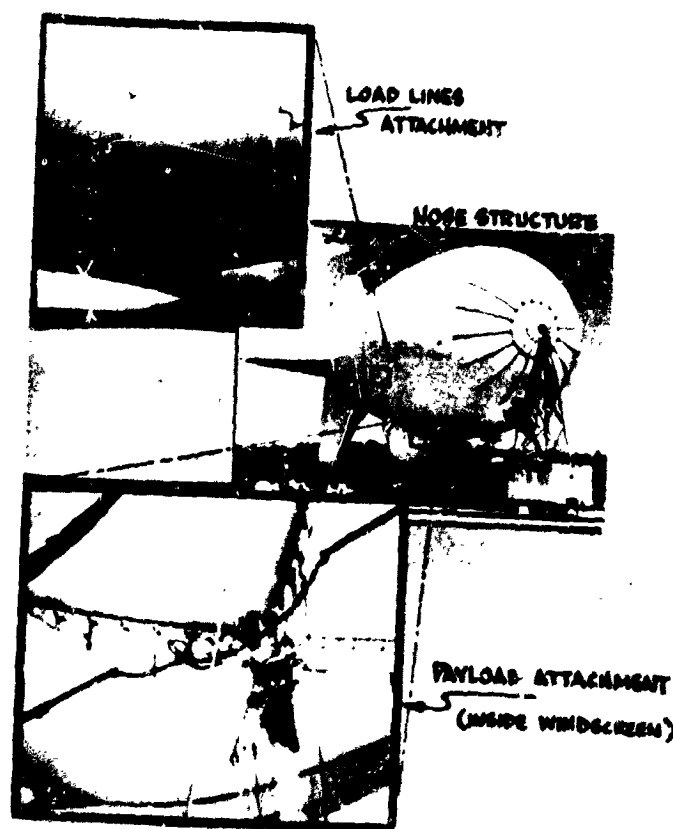 LOAD LINES
ATTACHMENT
NOSE STRUCTURE
PAYLOAD ATTACHMENT
(INSIDE WINDSCREEN)